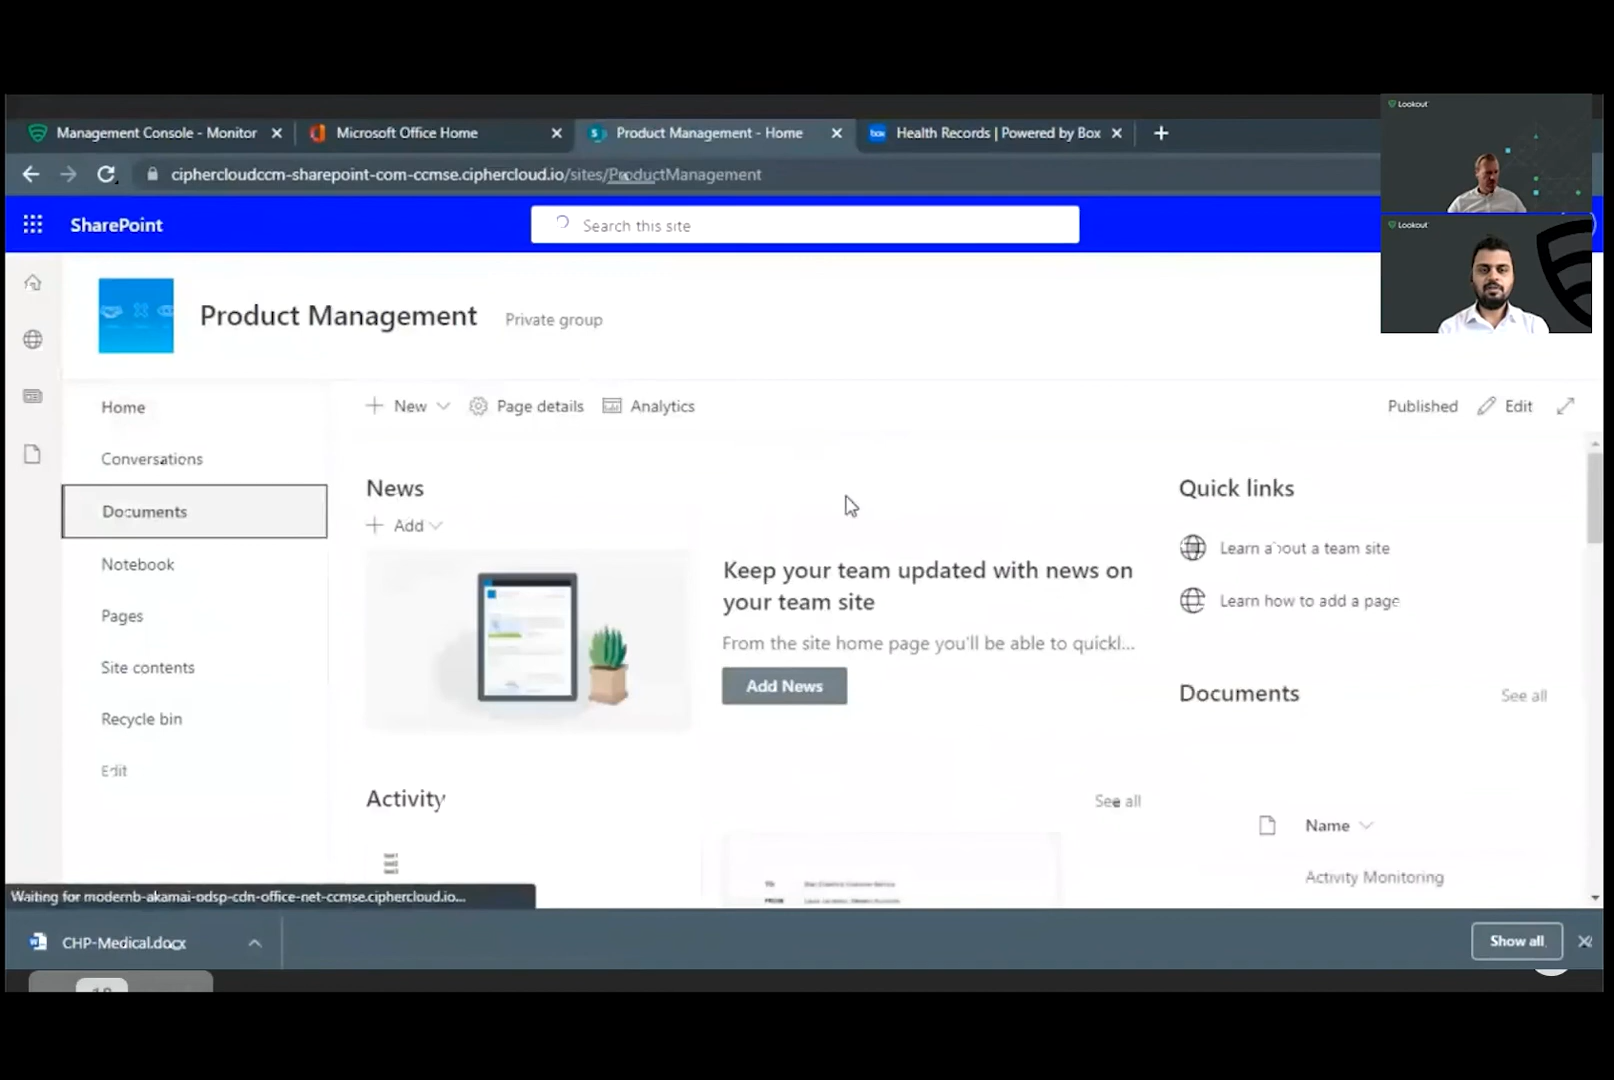 Lookout
Management Console - Monitor
Microsoft Office Home
Product Management - Home
box
Health Records | Powered by Box
ciphercloudccm-sharepoint-com-ccmse.ciphercloud.io/sites/ProductManagement
SharePoint
Search this site
Lookout
Product Management
Private group
Home
Conversations
Documents
Notebook
Pages
Site contents
Recycle bin
Edit
New
Page details
Analytics
Published
Edit
News
Add
Keep your team updated with news on
your team site
From the site home page you'll be able to quickl...
Add News
Quick links
Learn about a team site
Learn how to add a page
Documents
See all
Name
Activity Monitoring
Activity
See all
TO:
FROM:
Waiting for modernb-akamai-odsp-cdn-office-net-ccmse.ciphercloud.io...
CHP-Medical.docx
Show all